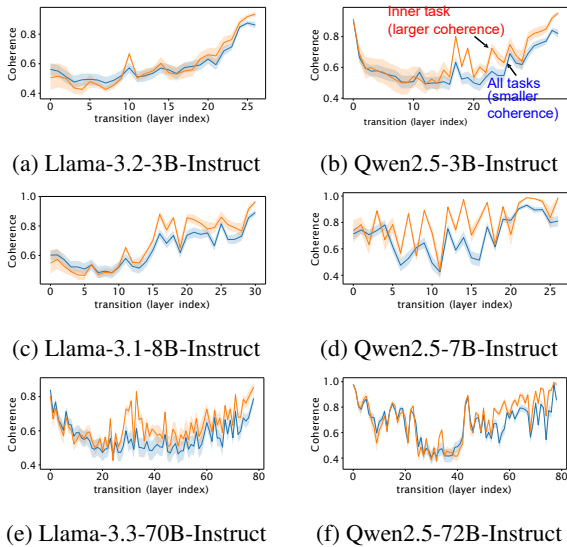 Coherence
0.8
0.6
0.4
0
5
10
15
20
25
transition (layer index)
(a) Llama-3.2-3B-Instruct
Coherence
0.8
0.6
0.4
0
10
20
transition (layer index)
Inner task
(larger coherence)
All tasks
(smaller
coherence)
(b) Qwen2.5-3B-Instruct
Coherence
1.0
0.8
0.6
0
10
20
30
transition (layer index)
(c) Llama-3.1-8B-Instruct
Coherence
1.0
0.8
0.6
0.4
0
5
10
15
20
25
transition (layer index)
(d) Qwen2.5-7B-Instruct
Coherence
0.8
0.6
0.4
0
20
40
60
80
transition (layer index)
(e) Llama-3.3-70B-Instruct
Coherence
1.0
0.8
0.6
0.4
0
20
40
60
80
transition (layer index)
(f) Qwen2.5-72B-Instruct